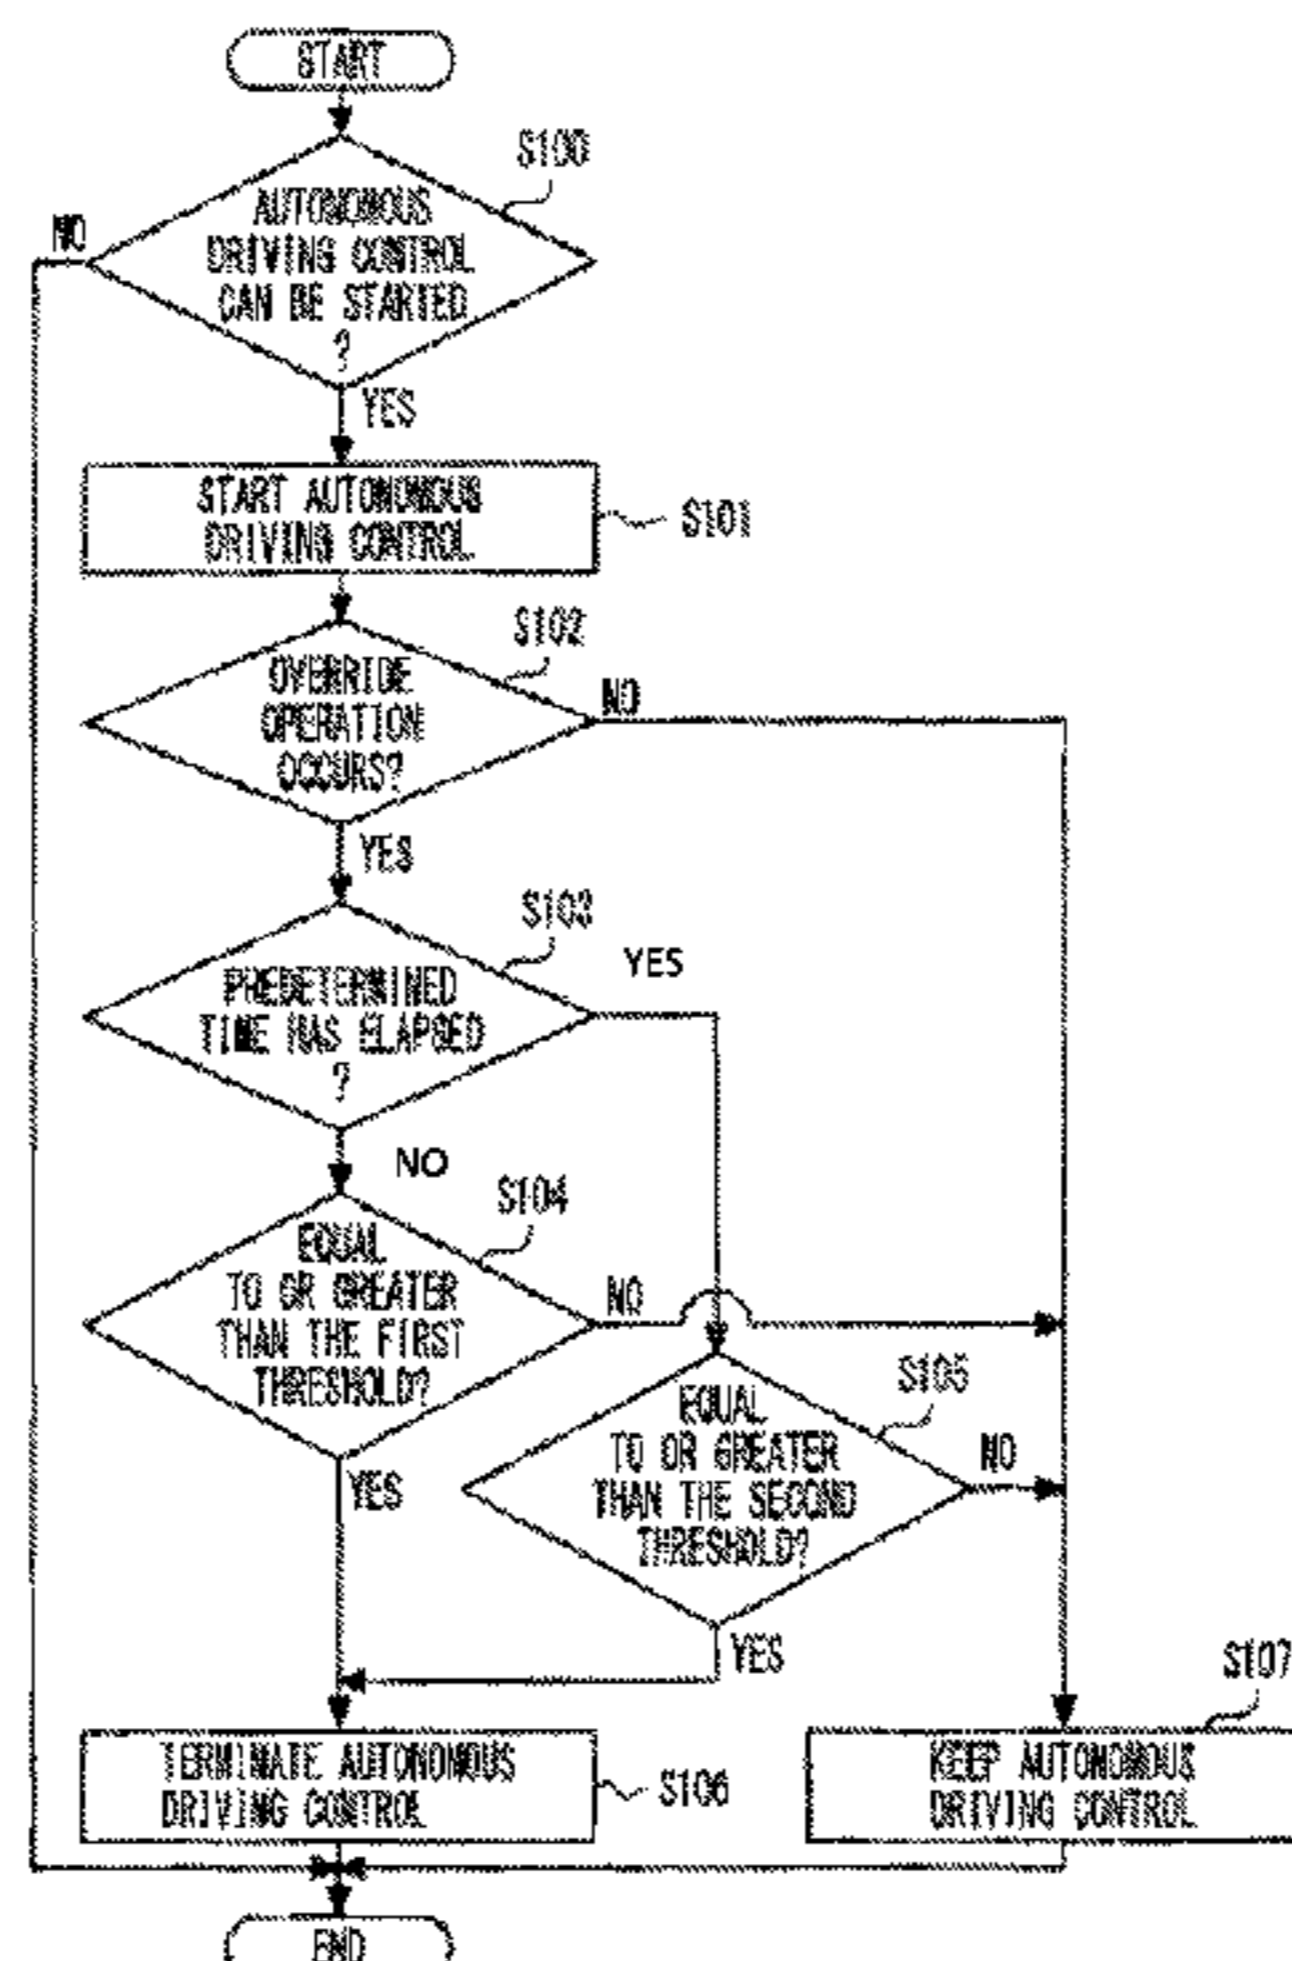 START
S100
AUTONOMOUS
DRIVING CONTROL
CAN BE STARTED
?
NO
YES
START AUTONOMOUS
DRIVING CONTROL
S101
S102
OVERRIDE
OPERATION
OCCURS?
NO
YES
S103
PREDETERMINED
TIME HAS ELAPSED
?
YES
NO
S104
EQUAL
TO OR GREATER
THAN THE FIRST
THRESHOLD?
NO
YES
S105
EQUAL
TO OR GREATER
THAN THE SECOND
THRESHOLD?
NO
YES
S107
TERMINATE AUTONOMOUS
DRIVING CONTROL
S106
KEEP AUTONOMOUS
DRIVING CONTROL
END